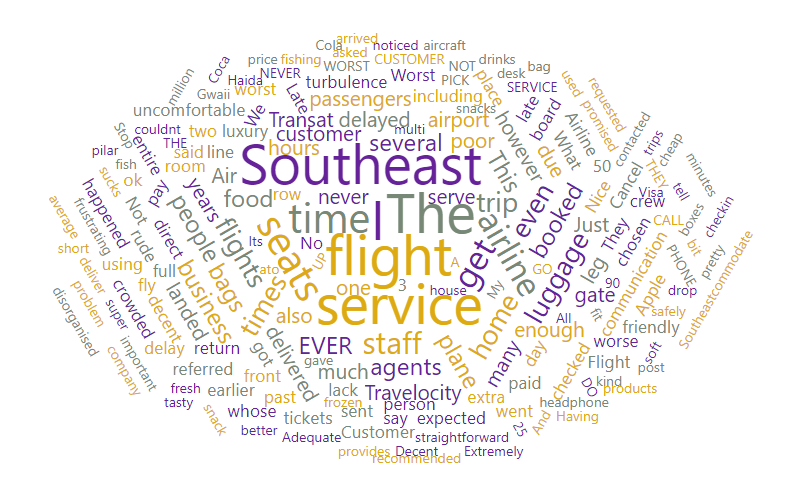 arrived
Cola
asked
noticed
aircraft
price
fishing
CUSTOMER
Coca
Haida
NEVER
WORST
Worst
NOT
drinks
million
Gwaii
turbulence
PICK
place
desk
bag
Late
worst
passengers
including
snacks
SERVICE
used
requested
uncomfortable
We
Transat
delayed
airport
late
promised
Stop
couldnt
two
luxury
customer
multi
poor
however
board
Airline
contacted
THE
said
line
hours
several
due
What
50
trips
cheap
pilar
entire
room
Air
Southeast
This
Nice
Cancel
THEY
Visa
minutes
fish
ok
pay
years
food
row
never
serve
trip
even
booked
crew
tell
sucks
happened
Not
people
flights
time
I
The
airline
Just
They
chosen
CALL
boxes
checkin
average
frustrating
rude
direct
Its
No
seats
flight
get
luggage
leg
communication
PHONE
bit
pretty
short
using
full
bags
ato
UP
A
GO
gate
90
drop
Southeastcommodate
deliver
fly
landed
business
times
one
3
house
service
My
home
All
fit
Apple
safely
problem
crowded
decent
also
enough
friendly
disorganised
super
delay
return
got
delivered
EVER
staff
plane
many
day
checked
worse
soft
company
important
referred
front
gave
much
agents
Flight
post
fresh
earlier
past
lack
Travelocity
extra
paid
DO
kind
products
tasty
snack
whose
tickets
frozen
sent
person
say
expected
went
And
headphone
Having
better
Adequate
Customer
straightforward
25
provides
Decent
Extremely
recommended